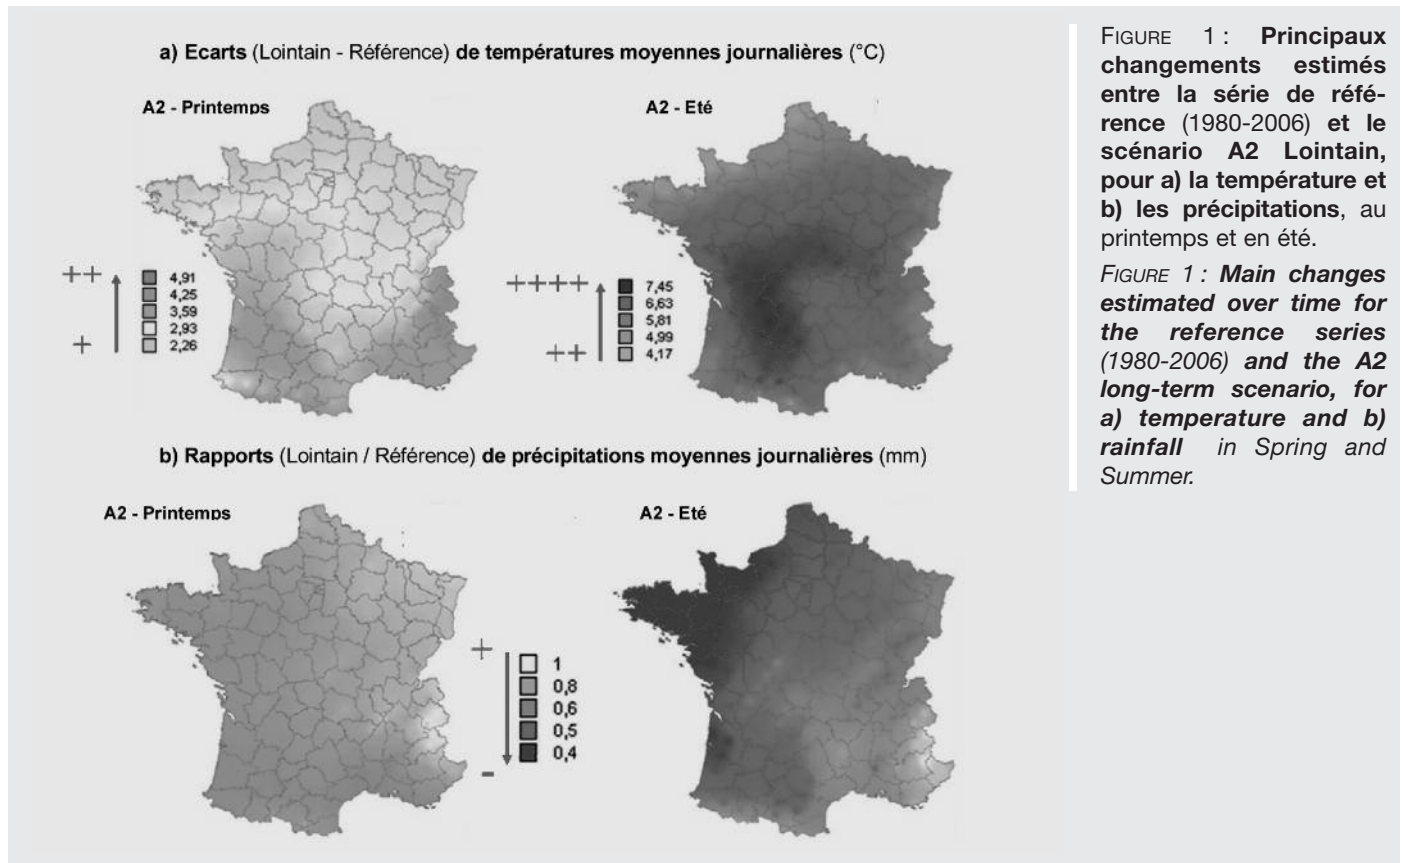 a) Ecarts (Lointain - Référence) de températures moyennes journalières (°C)
A2 - Printemps
A2 - Eté
++
+
4,91
4,25
3,59
2,93
2,26
++++
++
7,45
6,63
5,81
4,99
4,17
b) Rapports (Lointain / Référence) de précipitations moyennes journalières (mm)
A2 - Printemps
A2 - Eté
+
-
1
0,8
0,6
0,5
0,4
FIGURE 1 : Principaux
changements estimés
entre la série de réfé-
rence (1980-2006) et le
scénario A2 Lointain,
pour a) la température et
b) les précipitations, au
printemps et en été.
FIGURE 1 : Main changes
estimated over time for
the reference series
(1980-2006) and the A2
long-term scenario, for
a) temperature and b)
rainfall in Spring and
Summer.